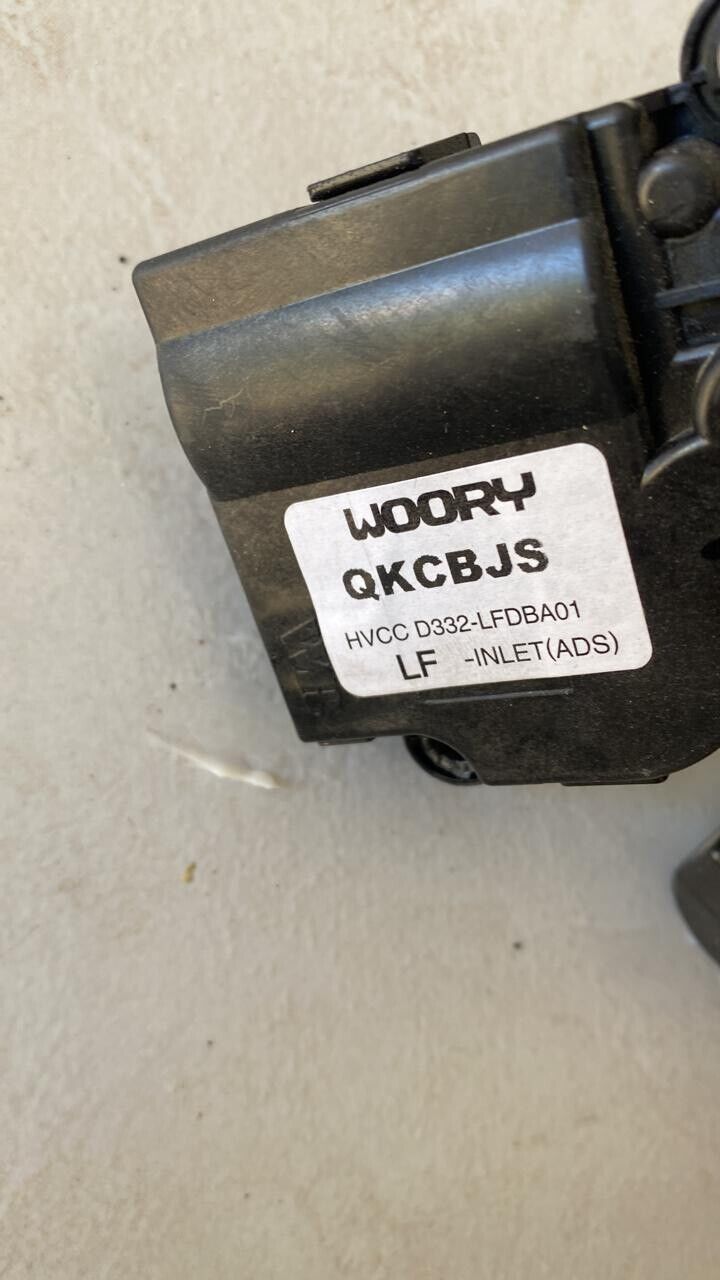 WOORY
QKCBJS
HVCC D332-LFDBA01
LF -INLET(ADS)